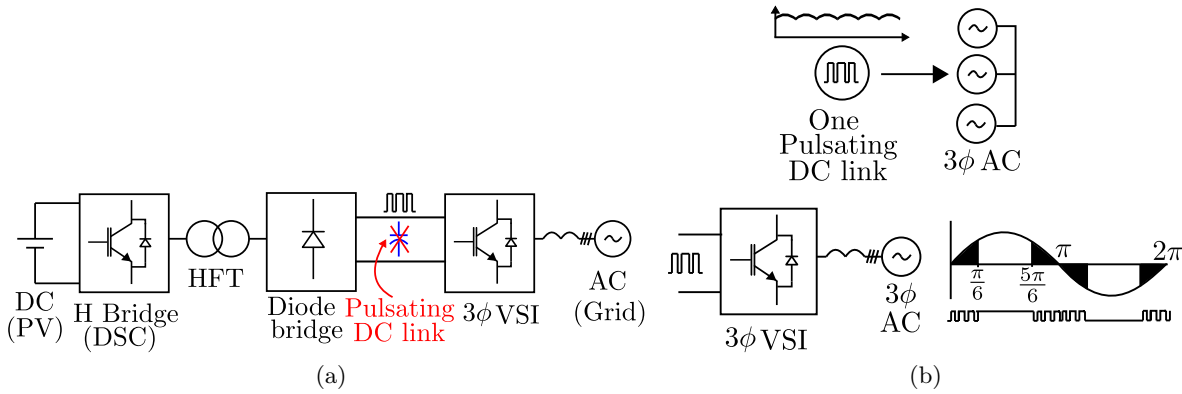 One
Pulsating
DC link
3ϕ AC
DC
(PV)
H Bridge
(DSC)
HFT
Diode
bridge
Pulsating
DC link
3ϕ VSI
AC
(Grid)
(a)
3ϕ VSI
3ϕ
AC
π/6
5π/6
π
2π
(b)